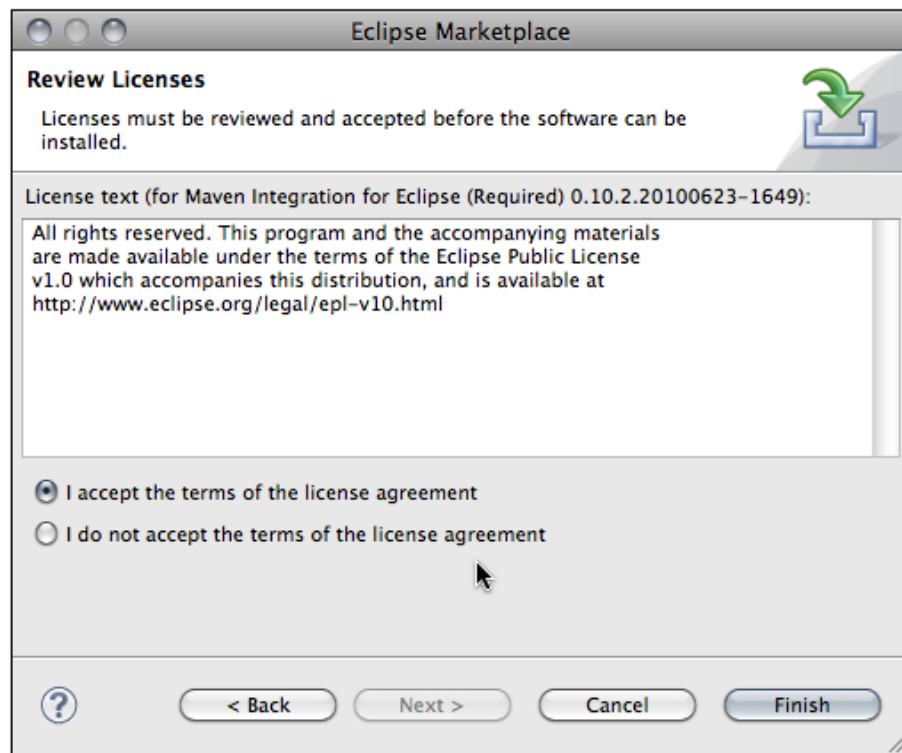 Eclipse Marketplace
Review Licenses
Licenses must be reviewed and accepted before the software can be
installed.
License text (for Maven Integration for Eclipse (Required) 0.10.2.20100623-1649):
All rights reserved. This program and the accompanying materials
are made available under the terms of the Eclipse Public License
v1.0 which accompanies this distribution, and is available at
http://www.eclipse.org/legal/epl-v10.html
I accept the terms of the license agreement
I do not accept the terms of the license agreement
? < Back Next > Cancel Finish